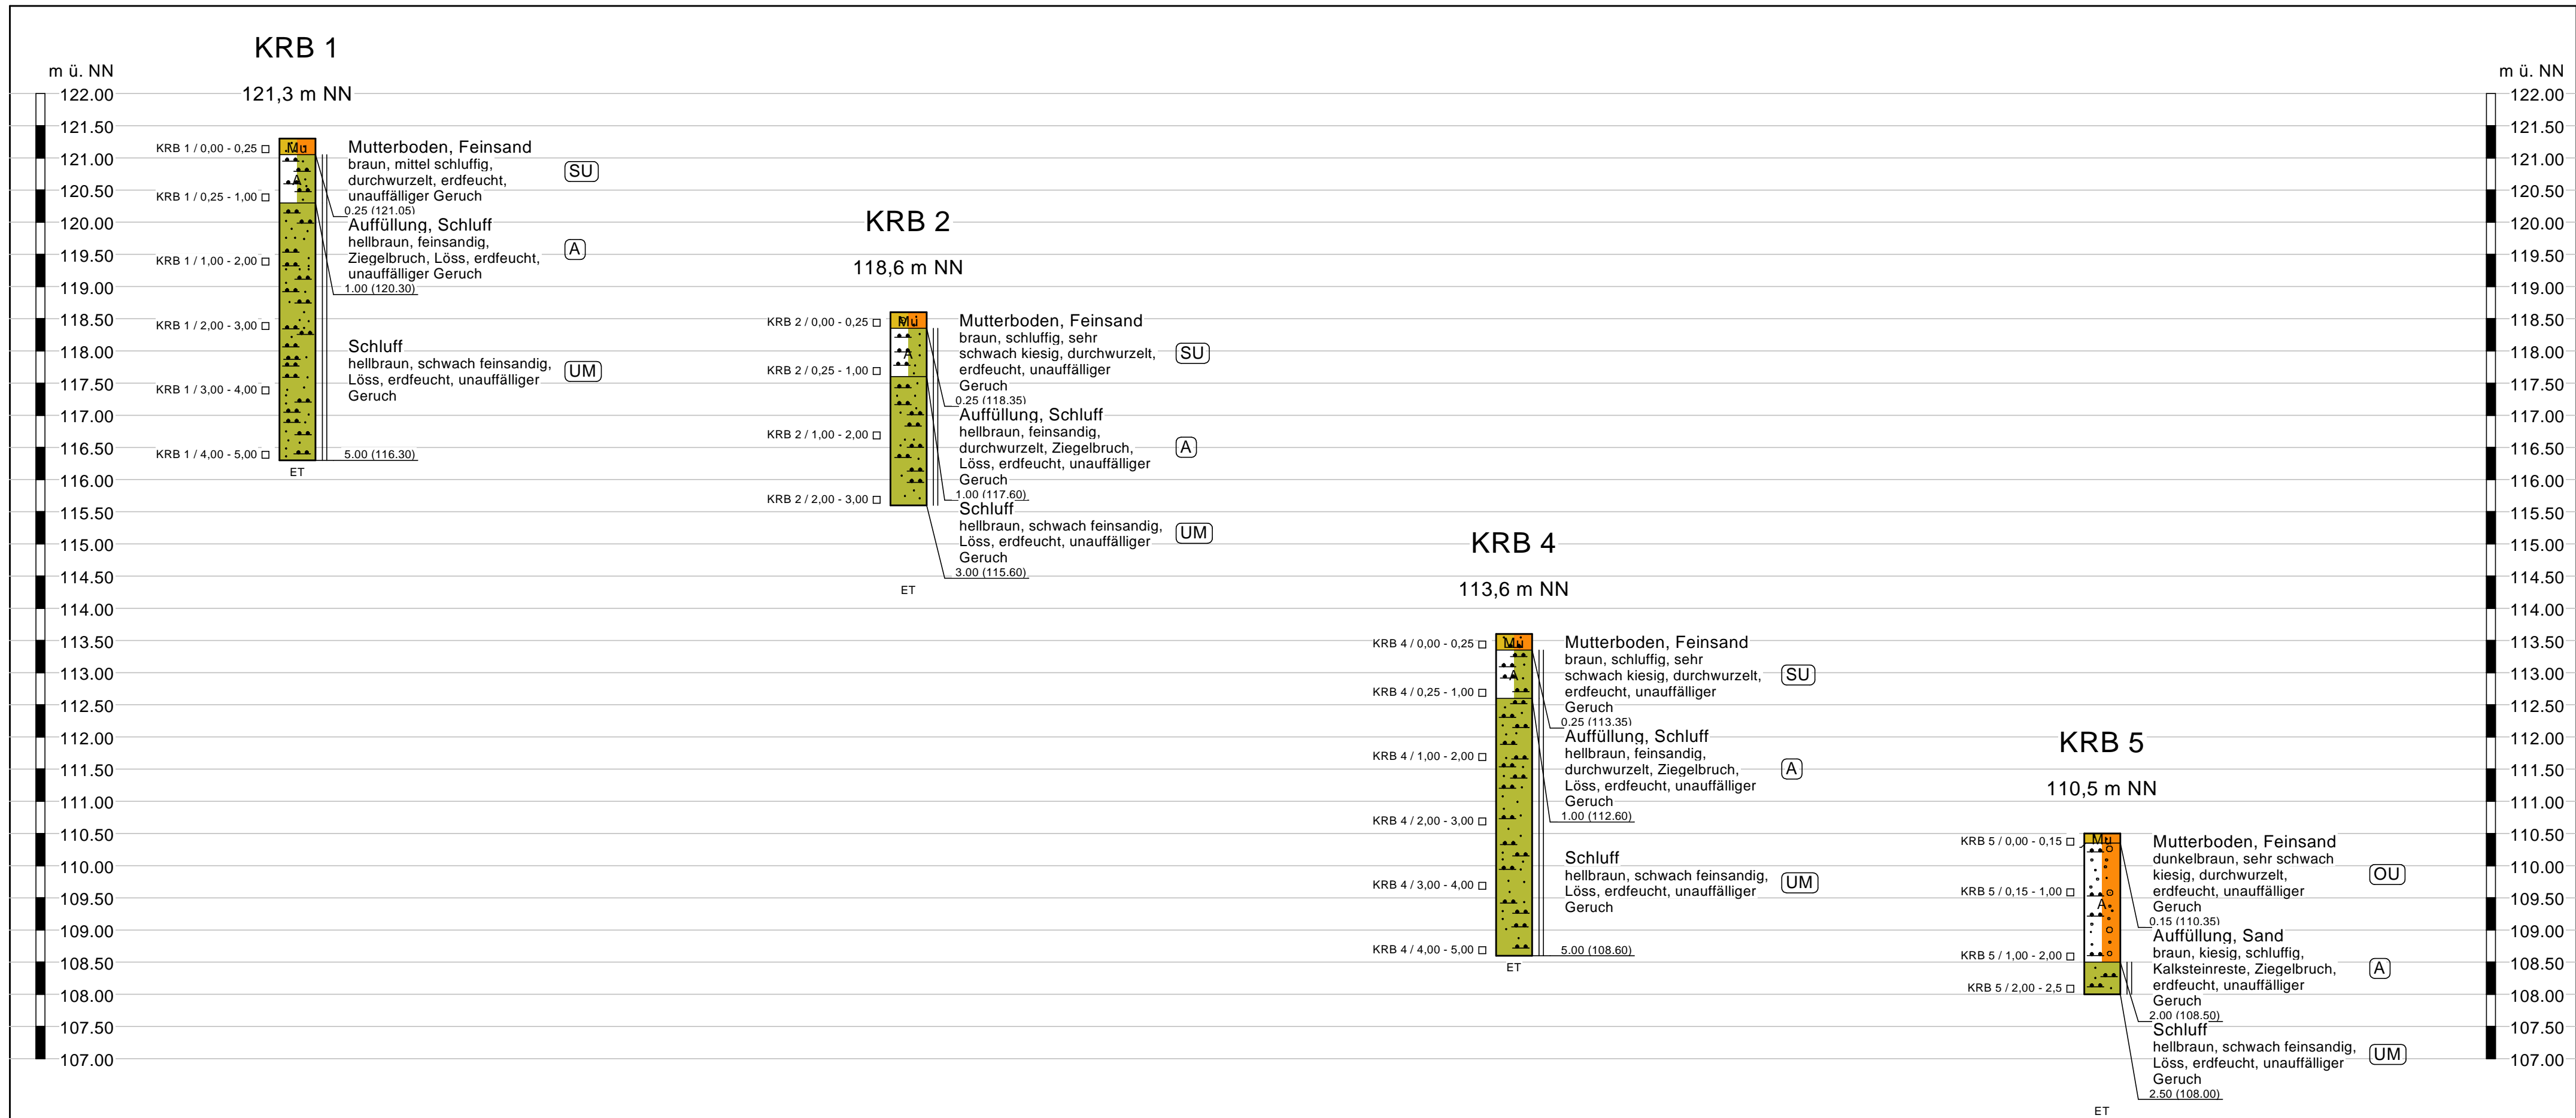 KRB 1
m ü. NN
121,3 m NN
122.00
121.50
121.00
120.50
120.00
119.50
119.00
118.50
118.00
117.50
117.00
116.50
116.00
115.50
115.00
114.50
114.00
113.50
113.00
112.50
112.00
111.50
111.00
110.50
110.00
109.50
109.00
108.50
108.00
107.50
107.00
KRB 1 / 0,00 - 0,25
KRB 1 / 0,25 - 1,00
KRB 1 / 1,00 - 2,00
KRB 1 / 2,00 - 3,00
KRB 1 / 3,00 - 4,00
KRB 1 / 4,00 - 5,00
Mu
A
ET
Mutterboden, Feinsand
braun, mittel schluffig,
durchwurzelt, erdfeucht,
unauffälliger Geruch
SU
0.25 (121.05)
Auffüllung, Schluff
hellbraun, feinsandig,
Ziegelbruch, Löss, erdfeucht,
unauffälliger Geruch
A
1.00 (120.30)
Schluff
hellbraun, schwach feinsandig,
Löss, erdfeucht, unauffälliger
Geruch
UM
5.00 (116.30)
KRB 2
118,6 m NN
KRB 2 / 0,00 - 0,25
KRB 2 / 0,25 - 1,00
KRB 2 / 1,00 - 2,00
KRB 2 / 2,00 - 3,00
Mu
A
Mutterboden, Feinsand
braun, schluffig, sehr
schwach kiesig, durchwurzelt,
erdfeucht, unauffälliger
Geruch
SU
0.25 (118.35)
Auffüllung, Schluff
hellbraun, feinsandig,
durchwurzelt, Ziegelbruch,
Löss, erdfeucht, unauffälliger
Geruch
A
1.00 (117.60)
Schluff
hellbraun, schwach feinsandig,
Löss, erdfeucht, unauffälliger
Geruch
UM
3.00 (115.60)
ET
KRB 4
113,6 m NN
KRB 4 / 0,00 - 0,25
KRB 4 / 0,25 - 1,00
KRB 4 / 1,00 - 2,00
KRB 4 / 2,00 - 3,00
KRB 4 / 3,00 - 4,00
KRB 4 / 4,00 - 5,00
Mu
A
ET
Mutterboden, Feinsand
braun, schluffig, sehr
schwach kiesig, durchwurzelt,
erdfeucht, unauffälliger
Geruch
SU
0.25 (113.35)
Auffüllung, Schluff
hellbraun, feinsandig,
durchwurzelt, Ziegelbruch,
Löss, erdfeucht, unauffälliger
Geruch
A
1.00 (112.60)
Schluff
hellbraun, schwach feinsandig,
Löss, erdfeucht, unauffälliger
Geruch
UM
5.00 (108.60)
KRB 5
110,5 m NN
KRB 5 / 0,00 - 0,15
KRB 5 / 0,15 - 1,00
KRB 5 / 1,00 - 2,00
KRB 5 / 2,00 - 2,5
Mu
A
Mutterboden, Feinsand
dunkelbraun, sehr schwach
kiesig, durchwurzelt,
erdfeucht, unauffälliger
Geruch
OU
0.15 (110.35)
Auffüllung, Sand
braun, kiesig, schluffig,
Kalksteinreste, Ziegelbruch,
erdfeucht, unauffälliger
Geruch
A
2.00 (108.50)
Schluff
hellbraun, schwach feinsandig,
Löss, erdfeucht, unauffälliger
Geruch
UM
2.50 (108.00)
ET
m ü. NN
122.00
121.50
121.00
120.50
120.00
119.50
119.00
118.50
118.00
117.50
117.00
116.50
116.00
115.50
115.00
114.50
114.00
113.50
113.00
112.50
112.00
111.50
111.00
110.50
110.00
109.50
109.00
108.50
108.00
107.50
107.00